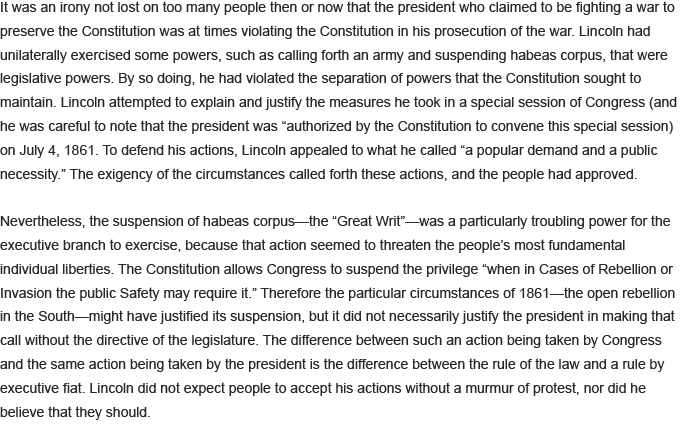 It was an irony not lost on too many people then or now that the president who claimed to be fighting a war to
preserve the Constitution was at times violating the Constitution in his prosecution of the war. Lincoln had
unilaterally exercised some powers, such as calling forth an army and suspending habeas corpus, that were
legislative powers. By so doing, he had violated the separation of powers that the Constitution sought to
maintain. Lincoln attempted to explain and justify the measures he took in a special session of Congress (and
he was careful to note that the president was “authorized by the Constitution to convene this special session)
on July 4, 1861. To defend his actions, Lincoln appealed to what he called “a popular demand and a public
necessity.” The exigency of the circumstances called forth these actions, and the people had approved.

Nevertheless, the suspension of habeas corpus—the “Great Writ”—was a particularly troubling power for the
executive branch to exercise, because that action seemed to threaten the people’s most fundamental
individual liberties. The Constitution allows Congress to suspend the privilege “when in Cases of Rebellion or
Invasion the public Safety may require it.” Therefore the particular circumstances of 1861—the open rebellion
in the South—might have justified its suspension, but it did not necessarily justify the president in making that
call without the directive of the legislature. The difference between such an action being taken by Congress
and the same action being taken by the president is the difference between the rule of the law and a rule by
executive fiat. Lincoln did not expect people to accept his actions without a murmur of protest, nor did he
believe that they should.